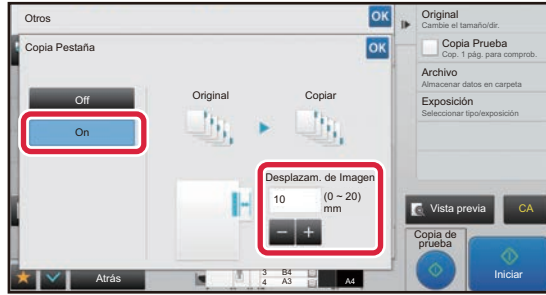 Otros
OK
Copia Pestaña
OK
Off
On
Original
Copiar
Desplazam. de Imagen
10
(0 ~ 20)
mm
Atrás
3 B4
4 A3
A4
Original
Cambie el tamaño/dir.
Copia Prueba
Cop. 1 pág. para comprob.
Archivo
Almacenar datos en carpeta
Exposición
Seleccionar tipo/exposición
Vista previa
CA
Copia de
prueba
Iniciar